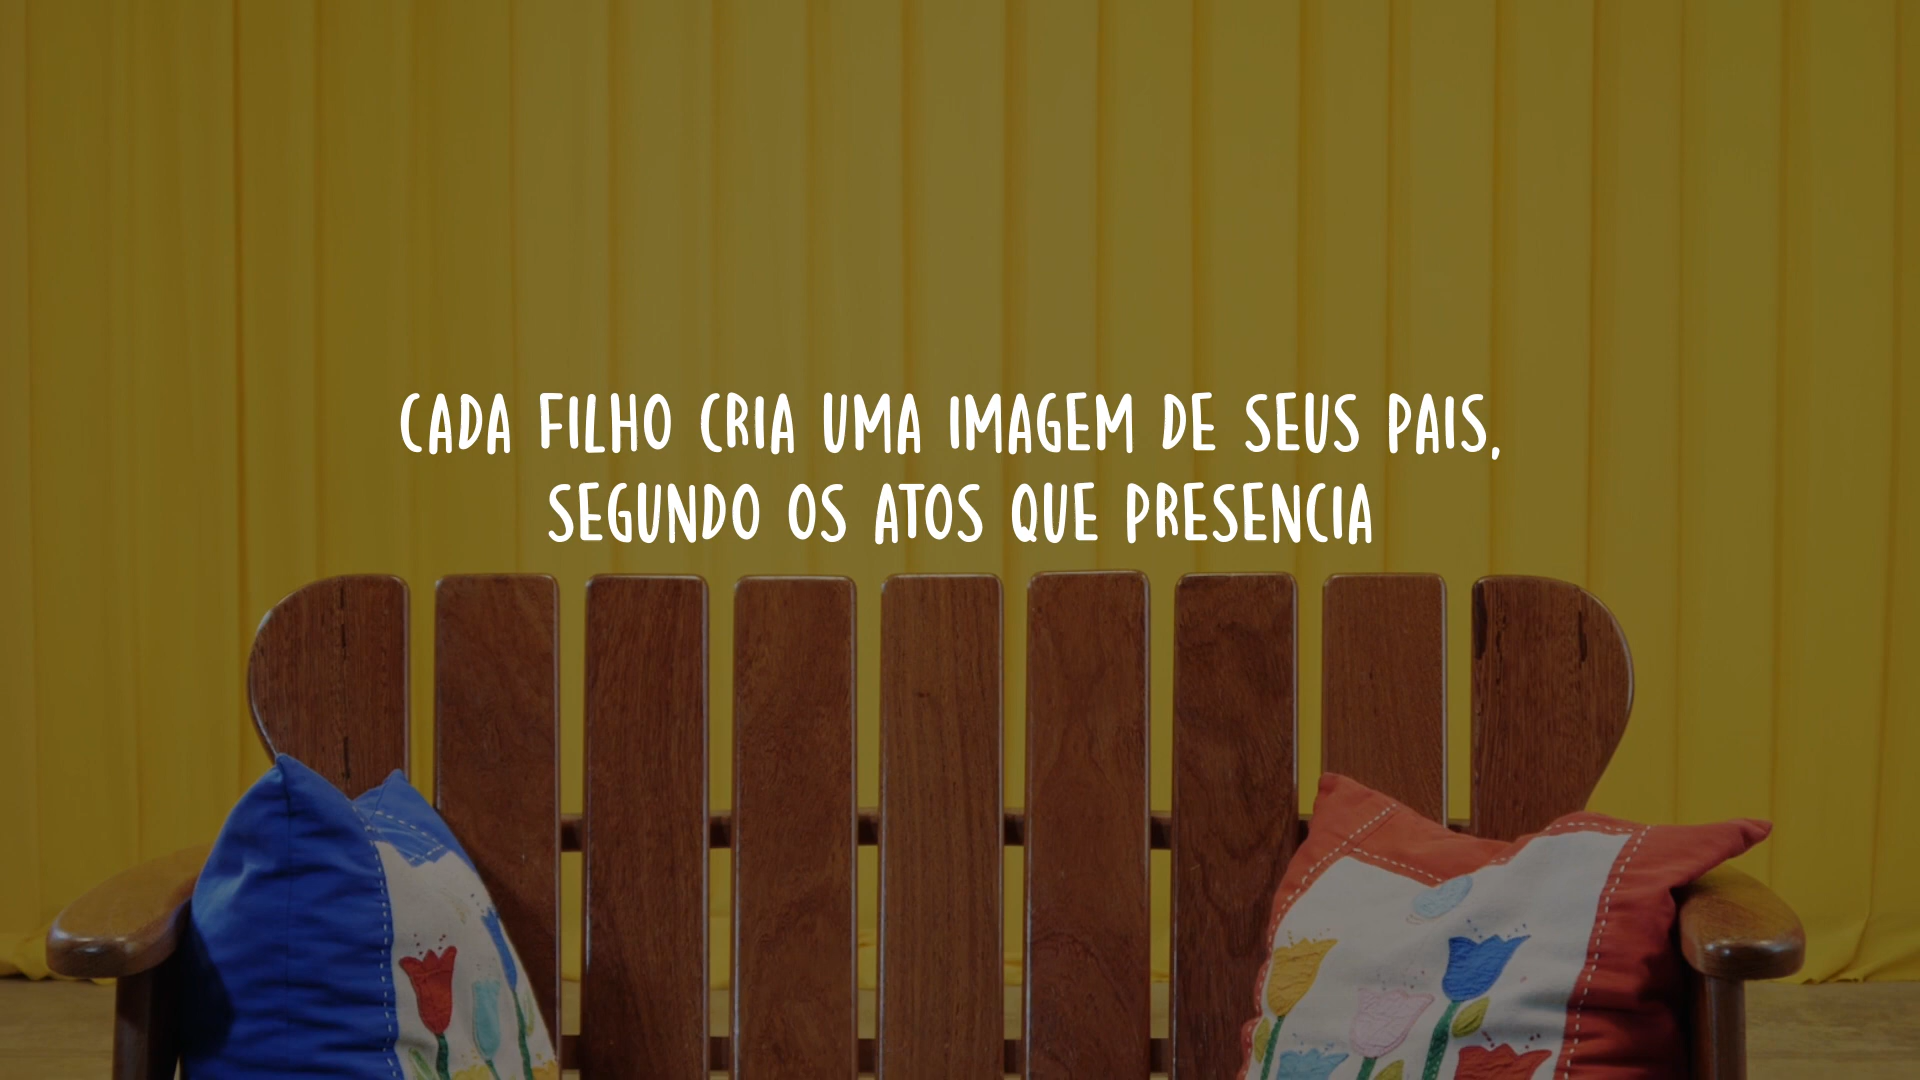 CADA FILHO CRIA UMA IMAGEM DE SEUS PAIS,
SEGUNDO OS ATOS QUE PRESENCIA